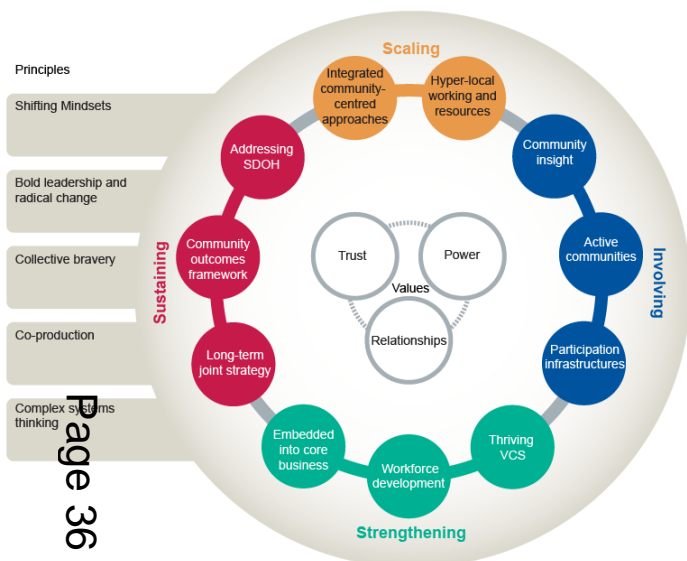 Principles
Shifting Mindsets
Bold leadership and
radical change
Collective bravery
Co-production
Complex systems
thinking
Page 36
Scaling
Integrated
community-
centred
approaches
Hyper-local
working and
resources
Community
insight
Active
communities
Participation
infrastructures
Involving
Thriving
VCS
Workforce
development
Embedded
into core
business
Strengthening
Long-term
joint strategy
Community
outcomes
framework
Addressing
SDOH
Sustaining
Trust
Power
Values
Relationships